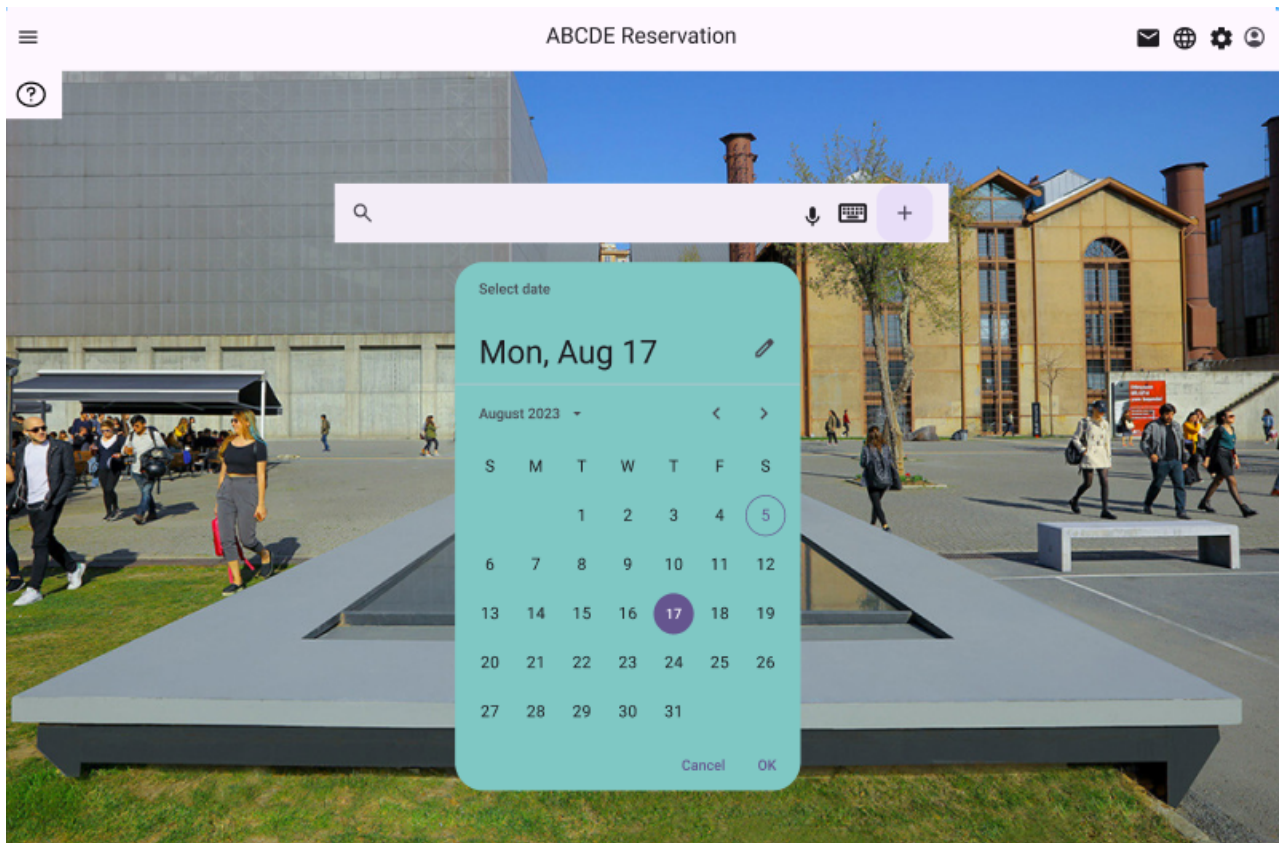 ABCDE Reservation
Select date
Mon, Aug 17
August 2023
S M T W T F S
1 2 3 4 5
6 7 8 9 10 11 12
13 14 15 16 17 18 19
20 21 22 23 24 25 26
27 28 29 30 31
Cancel OK